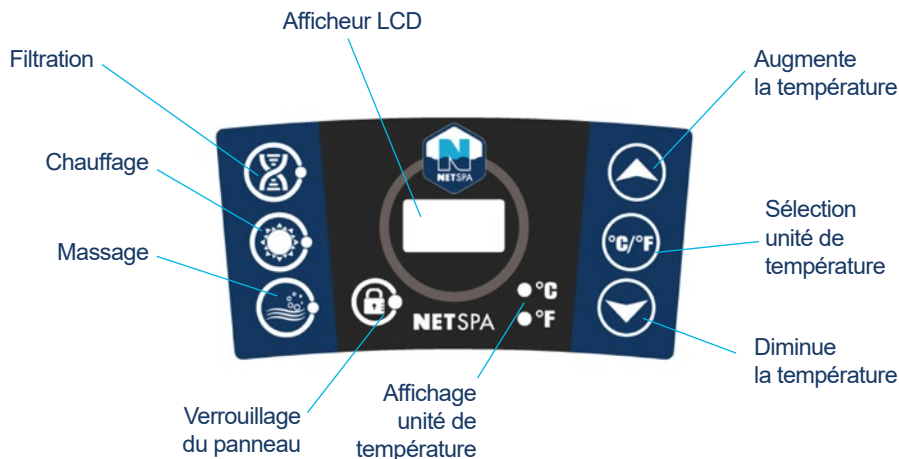 Afficheur LCD
Filtration
Augmente
la température
Chauffage
Massage
N
NETSPA
°C/°F
Sélection
unité de
température
°C
NETSPA
°F
Diminue
la température
Verrouillage
du panneau
Affichage
unité de
température